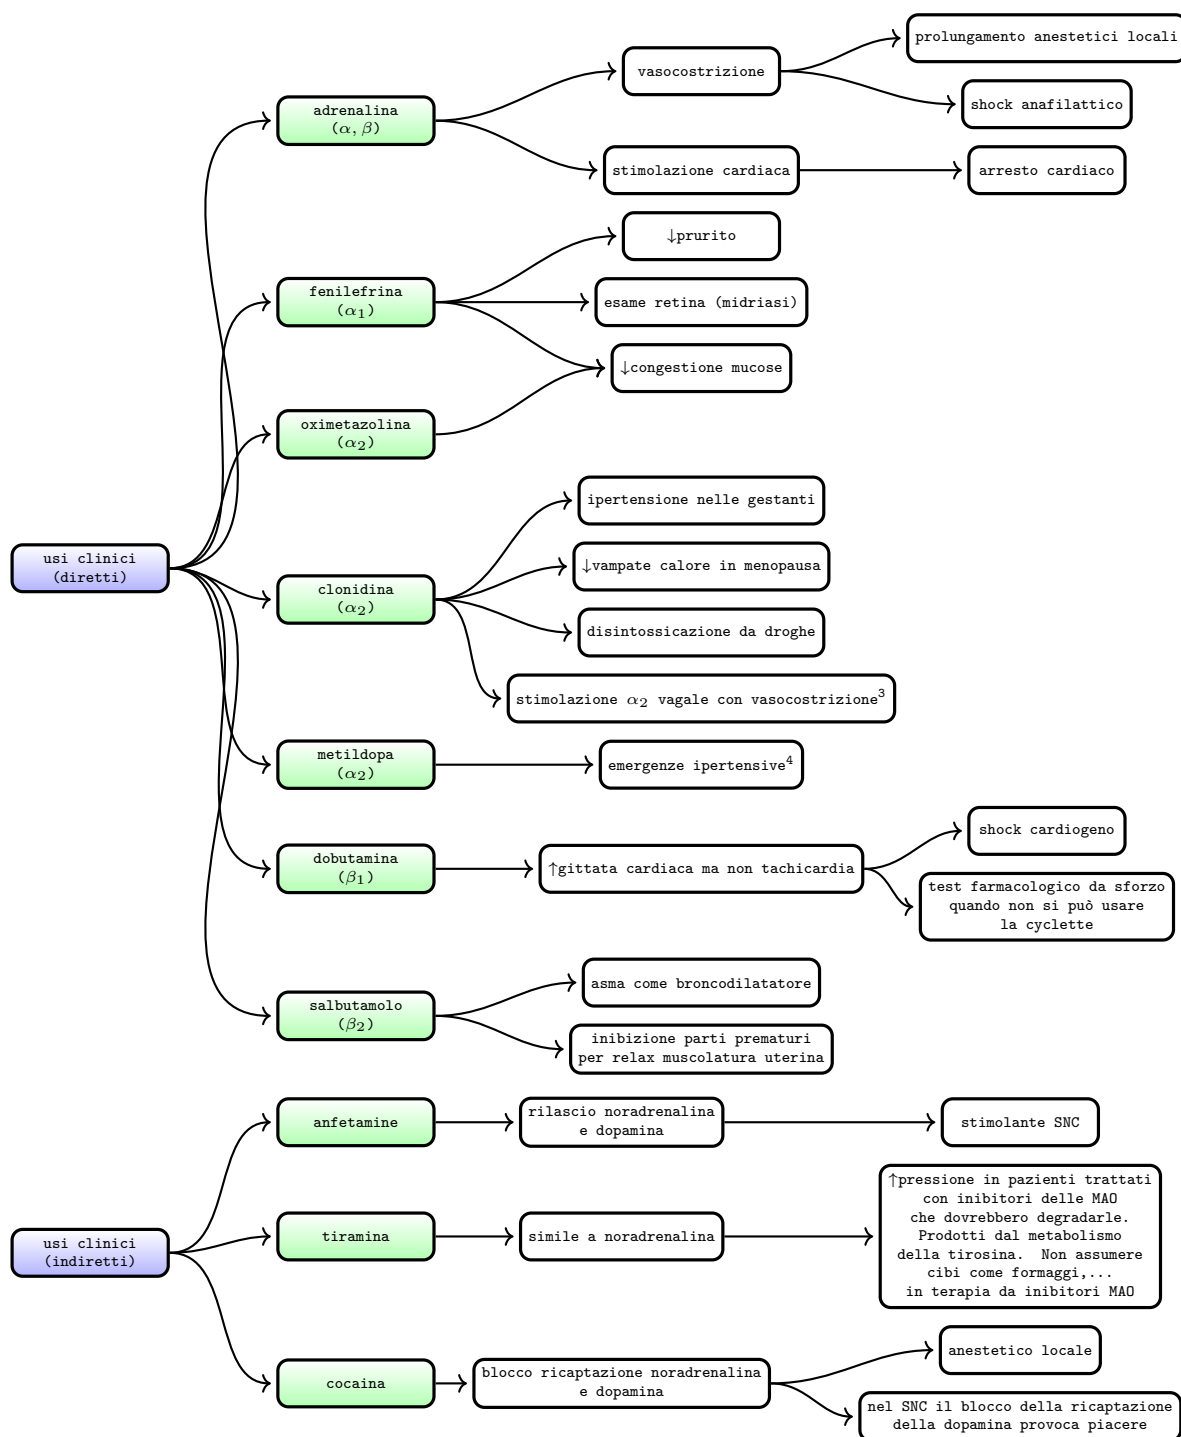 prolungamento anestetici locali
vasocostrizione
shock anafilattico
adrenalina
(α, β)
stimolazione cardiaca
arresto cardiaco
↓prurito
fenilefrina
(α₁)
esame retina (midriasi)
↓congestione mucose
oximetazolina
(α₂)
ipertensione nelle gestanti
usi clinici
(diretti)
↓vampate calore in menopausa
clonidina
(α₂)
disintossicazione da droghe
stimolazione α₂ vagale con vasocostrizione³
metildopa
(α₂)
emergenze ipertensive⁴
shock cardiogeno
dobutamina
(β₁)
↑gittata cardiaca ma non tachicardia
test farmacologico da sforzo
quando non si può usare
la cyclette
asma come broncodilatatore
salbutamolo
(β₂)
inibizione parti prematuri
per relax muscolatura uterina
anfetamine
rilascio noradrenalina
e dopamina
stimolante SNC
usi clinici
(indiretti)
tiramina
simile a noradrenalina
↑pressione in pazienti trattati
con inibitori delle MAO
che dovrebbero degradarle.
Prodotti dal metabolismo
della tirosina. Non assumere
cibi come formaggi,...
in terapia da inibitori MAO
cocaina
blocco ricaptazione noradrenalina
e dopamina
anestetico locale
nel SNC il blocco della ricaptazione
della dopamina provoca piacere